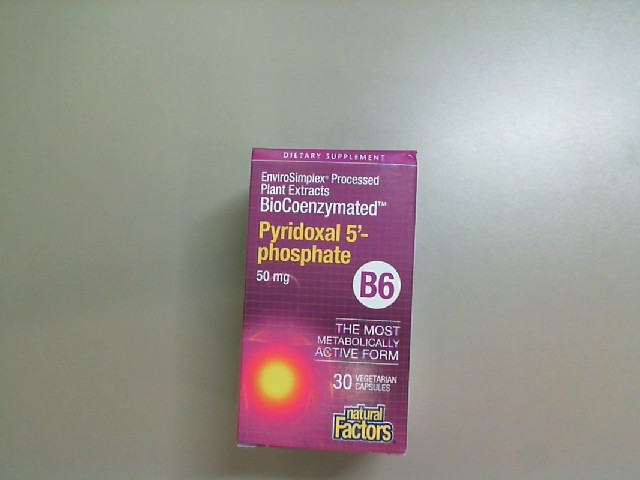 DIETARY SUPPLEMENT
EnviroSimplex® Processed
Plant Extracts
BioCoenzymated™
Pyridoxal 5'-
phosphate
50 mg
B6
THE MOST
METABOLICALLY
ACTIVE FORM
30 VEGETARIAN
CAPSULES
natural
Factors